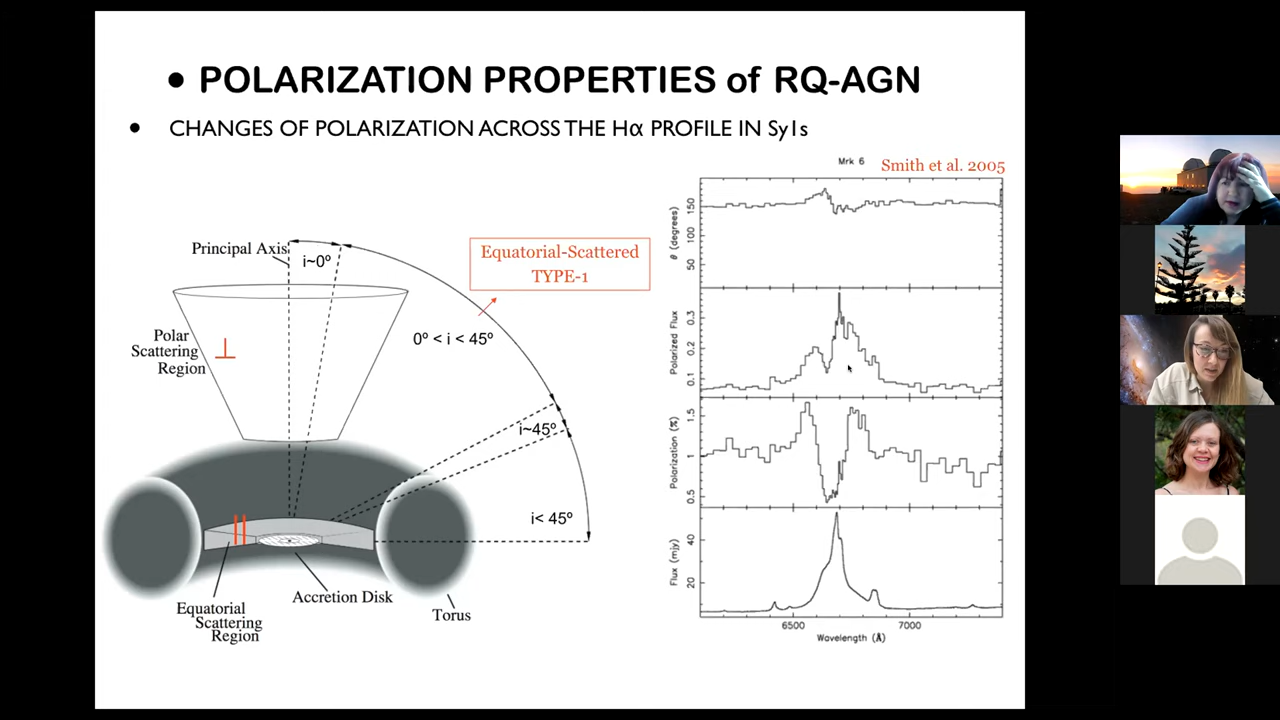 • POLARIZATION PROPERTIES of RQ-AGN
• CHANGES OF POLARIZATION ACROSS THE Hα PROFILE IN Sy1s
Principal Axis
i~0º
Equatorial-Scattered
TYPE-1
0º < i < 45º
Polar
Scattering
Region
⊥
i~45º
i< 45º
||
Equatorial
Scattering
Region
Accretion Disk
Torus
Mrk 6
Smith et al. 2005
θ (degrees)
150
100
50
Polarized Flux
0.3
0.2
0.1
Polarization (%)
1.5
1
0.5
Flux (mJy)
40
20
6500
7000
Wavelength (Å)